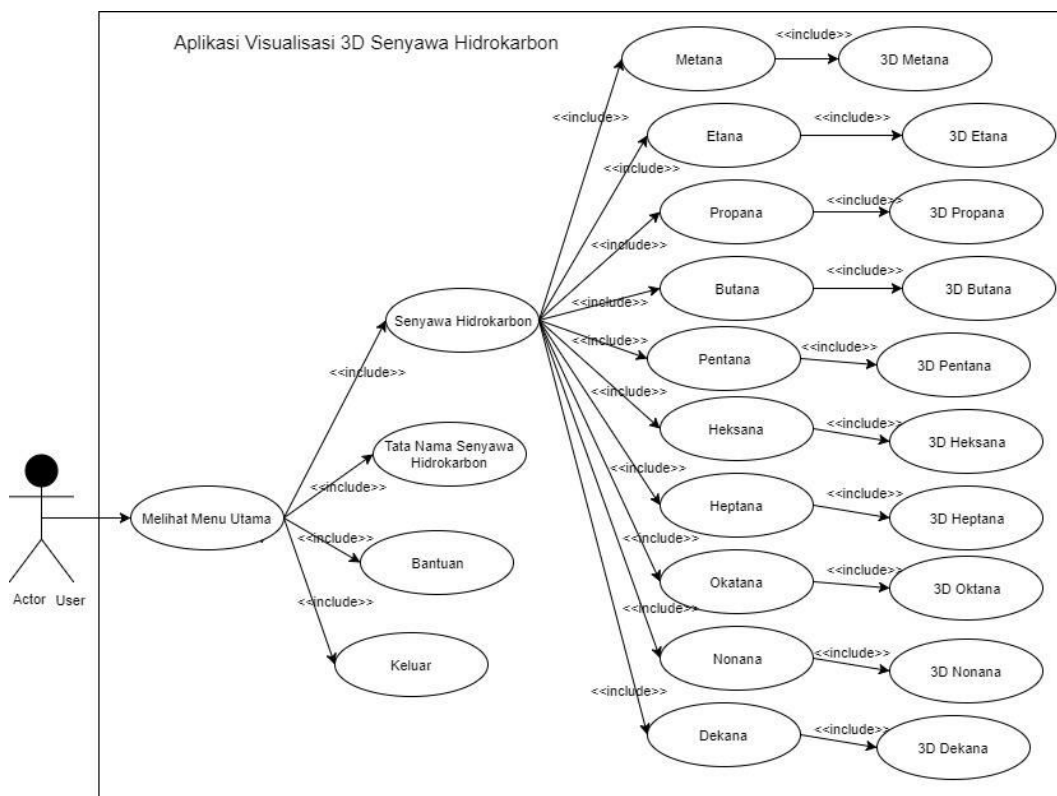 Aplikasi Visualisasi 3D Senyawa Hidrokarbon
<<include>>
Metana
3D Metana
<<include>>
<<include>>
Etana
3D Etana
<<include>>
<<include>>
Propana
3D Propana
<<include>>
<<include>>
Butana
3D Butana
<<include>>
Senyawa Hidrokarbon
<<include>>
<<include>>
Pentana
3D Pentana
<<include>>
<<include>>
<<include>>
Heksana
3D Heksana
<<include>>
Tata Nama Senyawa
Hidrokarbon
<<include>>
<<include>>
<<include>>
Heptana
3D Heptana
Melihat Menu Utama
<<include>>
<<include>>
<<include>>
Bantuan
Okatana
3D Oktana
Actor User
<<include>>
<<include>>
<<include>>
Keluar
Nonana
3D Nonana
<<include>>
<<include>>
Dekana
3D Dekana